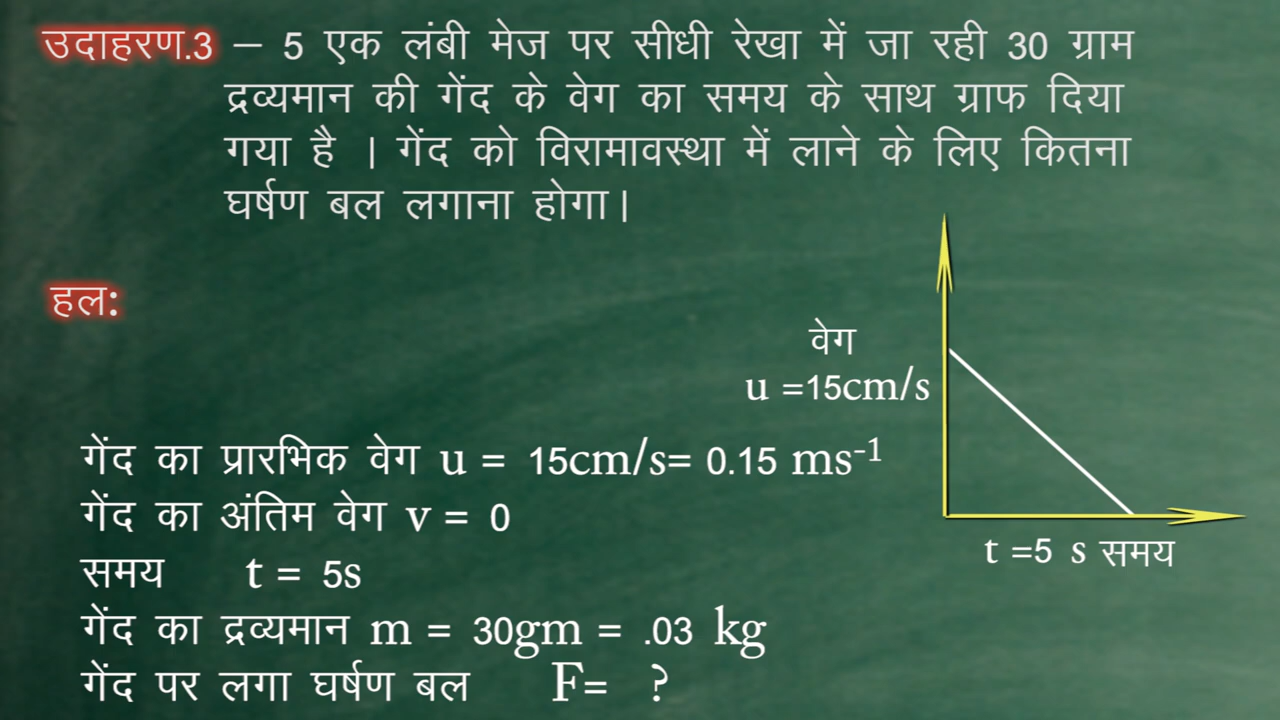 उदाहरण.3 – 5 एक लंबी मेज पर सीधी रेखा में जा रही 30 ग्राम
द्रव्यमान की गेंद के वेग का समय के साथ ग्राफ दिया
गया है । गेंद को विरामावस्था में लाने के लिए कितना
घर्षण बल लगाना होगा।
हल:
वेग
u =15cm/s
गेंद का प्रारभिक वेग u = 15cm/s= 0.15 ms⁻¹
गेंद का अंतिम वेग v = 0
t =5 s समय
समय t = 5s
गेंद का द्रव्यमान m = 30gm = .03 kg
गेंद पर लगा घर्षण बल F= ?